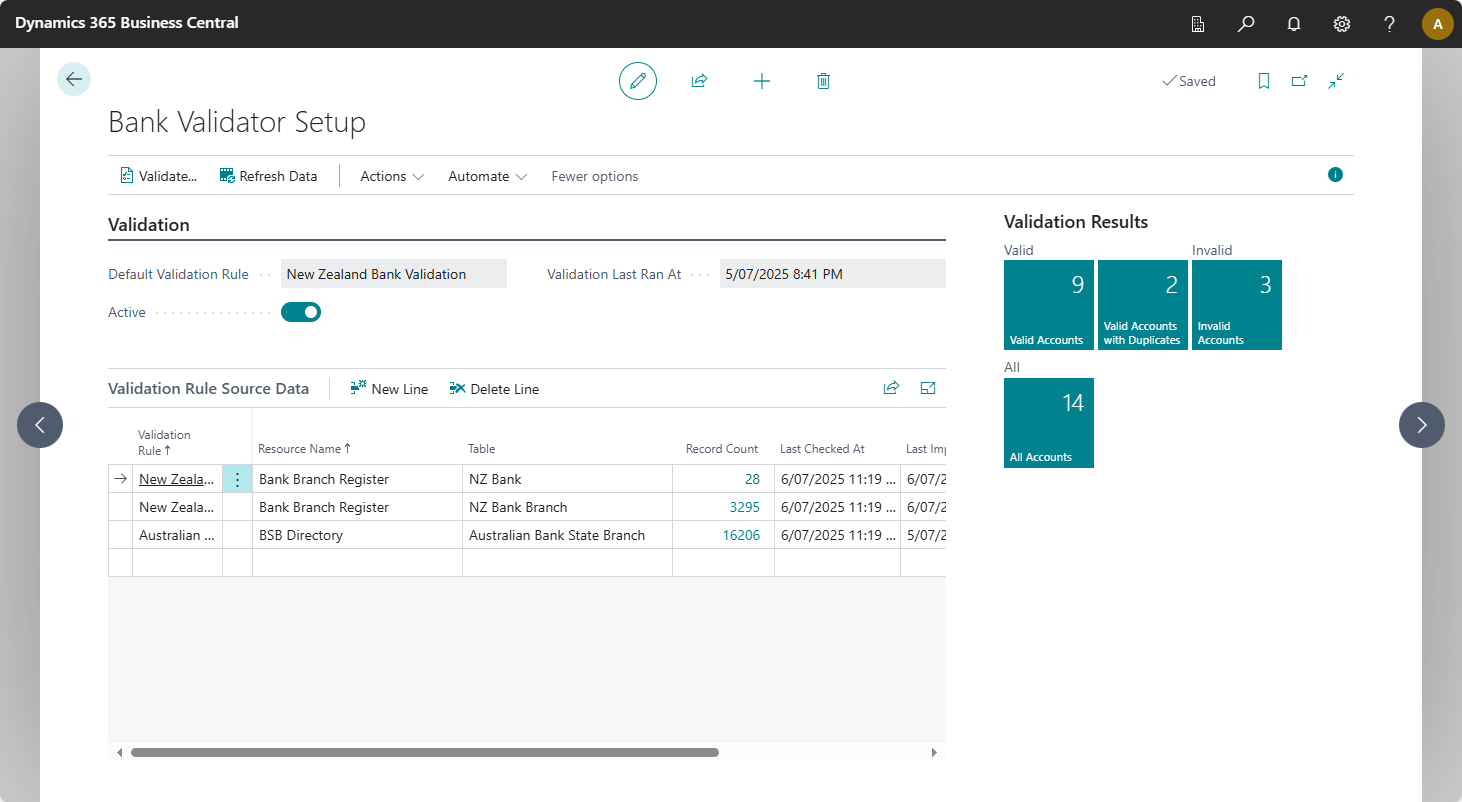 Dynamics 365 Business Central
A
Saved
Bank Validator Setup
Validate...
Refresh Data
Actions
Automate
Fewer options
Validation
Default Validation Rule
New Zealand Bank Validation
Validation Last Ran At
5/07/2025 8:41 PM
Active
Validation Rule Source Data
New Line
Delete Line
Validation
Rule ↑
Resource Name ↑
Table
Record Count
Last Checked At
Last Imp
New Zeala...
Bank Branch Register
NZ Bank
28
6/07/2025 11:19 ...
6/07/2
New Zeala...
Bank Branch Register
NZ Bank Branch
3295
6/07/2025 11:19 ...
6/07/2
Australian ...
BSB Directory
Australian Bank State Branch
16206
6/07/2025 11:19 ...
5/07/2
Validation Results
Valid
Invalid
9
Valid Accounts
2
Valid Accounts
with Duplicates
3
Invalid
Accounts
All
14
All Accounts